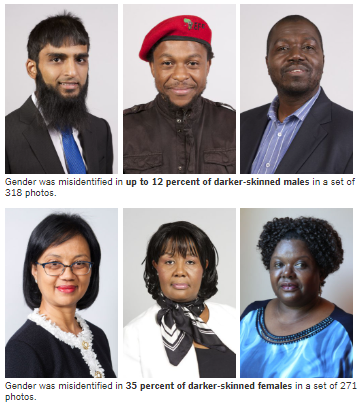 Gender was misidentified in up to 12 percent of darker-skinned males in a set of
318 photos.
Gender was misidentified in 35 percent of darker-skinned females in a set of 271
photos.